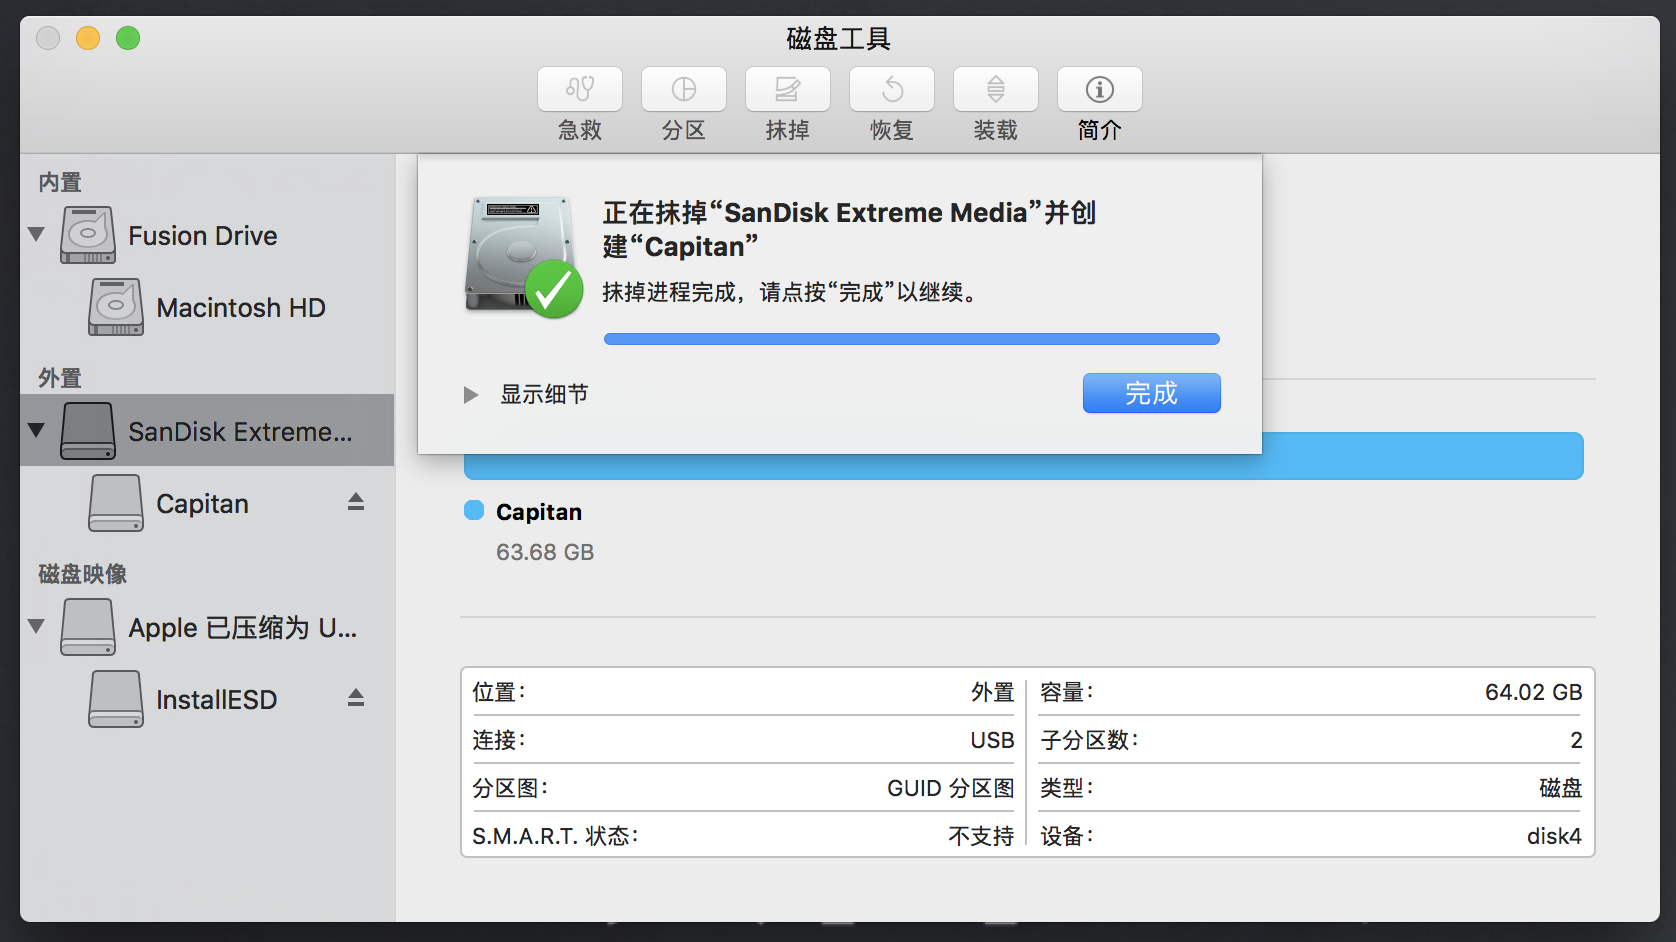 磁盘工具
急救
分区
抹掉
恢复
装载
简介
内置
Fusion Drive
Macintosh HD
外置
SanDisk Extreme...
Capitan
磁盘映像
Apple 已压缩为 U...
InstallESD
正在抹掉“SanDisk Extreme Media”并创
建“Capitan”
抹掉进程完成，请点按“完成”以继续。
显示细节
完成
Capitan
63.68 GB
位置： 外置
连接： USB
分区图： GUID 分区图
S.M.A.R.T. 状态： 不支持
容量： 64.02 GB
子分区数： 2
类型： 磁盘
设备： disk4